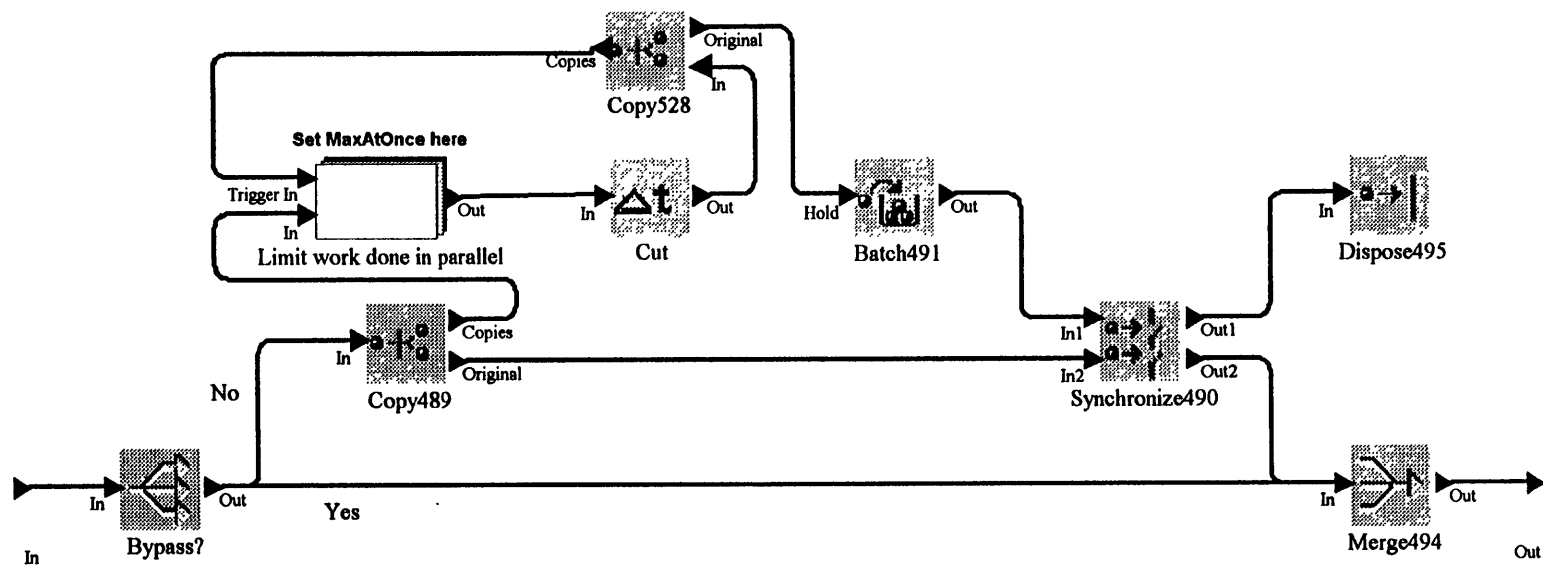 Original
Copies
In
Copy528
Set MaxAtOnce here
Trigger In
Out
In
Out
Hold
Out
In
In
Limit work done in parallel
Cut
Batch491
Dispose495
Copies
In
In1
Out1
Original
In2
Out2
No
Copy489
Synchronize490
In
Out
In
Out
Yes
Bypass?
Merge494
In
Out